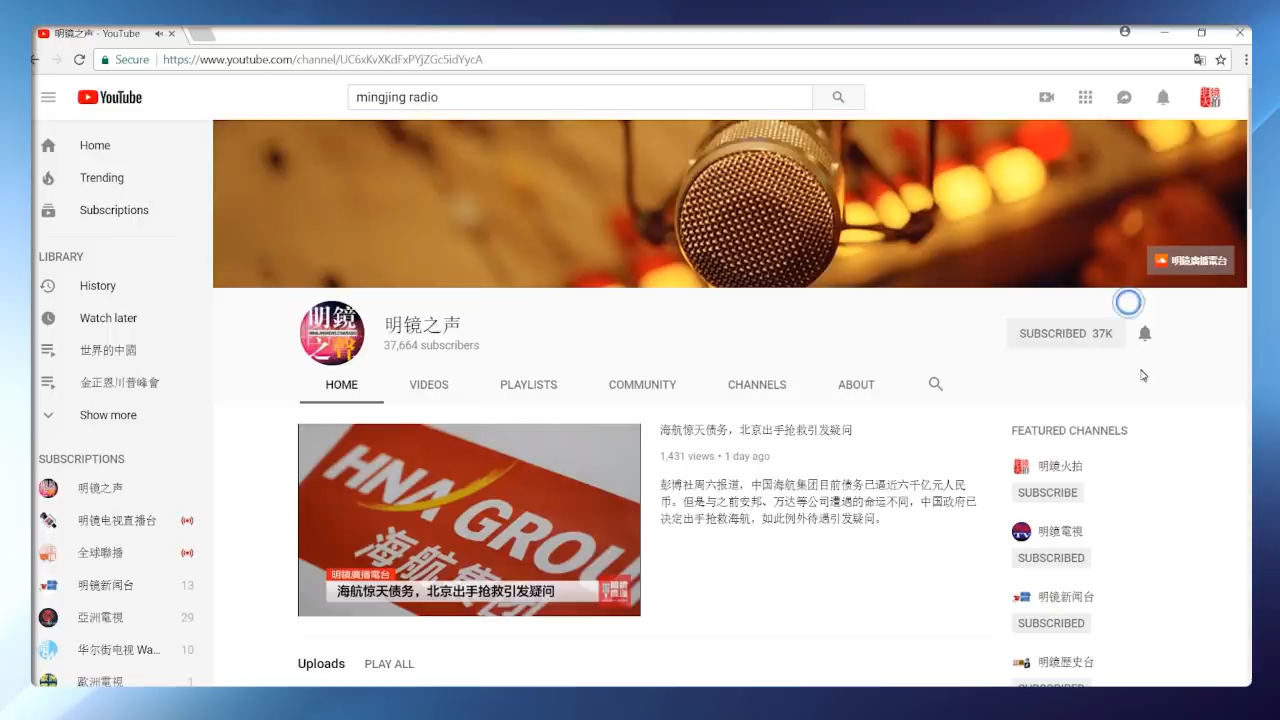 明镜之声 - YouTube
Secure https://www.youtube.com/channel/UC6xKvXKdFxPYjZGc5idYycA
YouTube
mingjing radio
Home
Trending
Subscriptions
LIBRARY
History
Watch later
世界的中國
金正恩川普峰會
Show more
SUBSCRIPTIONS
明镜之声
明镜电视直播台
全球聯播
明镜新闻台 13
亞洲電視 29
华尔街电视 Wa... 10
歐洲電視 1
明鏡廣播電台
明鏡之聲
明镜之声
37,664 subscribers
SUBSCRIBED 37K
HOME
VIDEOS
PLAYLISTS
COMMUNITY
CHANNELS
ABOUT
HNA GROU
海航集团
明鏡廣播電台
海航惊天债务，北京出手抢救引发疑问
海航惊天债务，北京出手抢救引发疑问
1,431 views • 1 day ago
彭博社周六报道，中国海航集团目前债务已逼近六千亿元人民
币。但是与之前安邦、万达等公司遭遇的命运不同，中国政府已
决定出手抢救海航，如此例外待遇引发疑问。
FEATURED CHANNELS
明鏡火拍
SUBSCRIBE
明鏡電視
SUBSCRIBED
明鏡新闻台
SUBSCRIBED
明鏡歷史台
SUBSCRIBED
Uploads
PLAY ALL